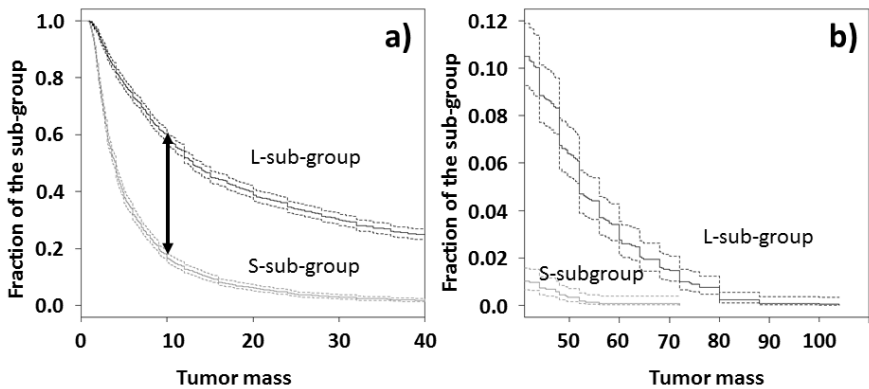 a)
Fraction of the sub-group
1.0
0.8
0.6
0.4
0.2
0.0
L-sub-group
S-sub-group
0 10 20 30 40
Tumor mass
b)
Fraction of the sub-group
0.12
0.10
0.08
0.06
0.04
0.02
0.00
L-sub-group
S-subgroup
50 60 70 80 90 100
Tumor mass